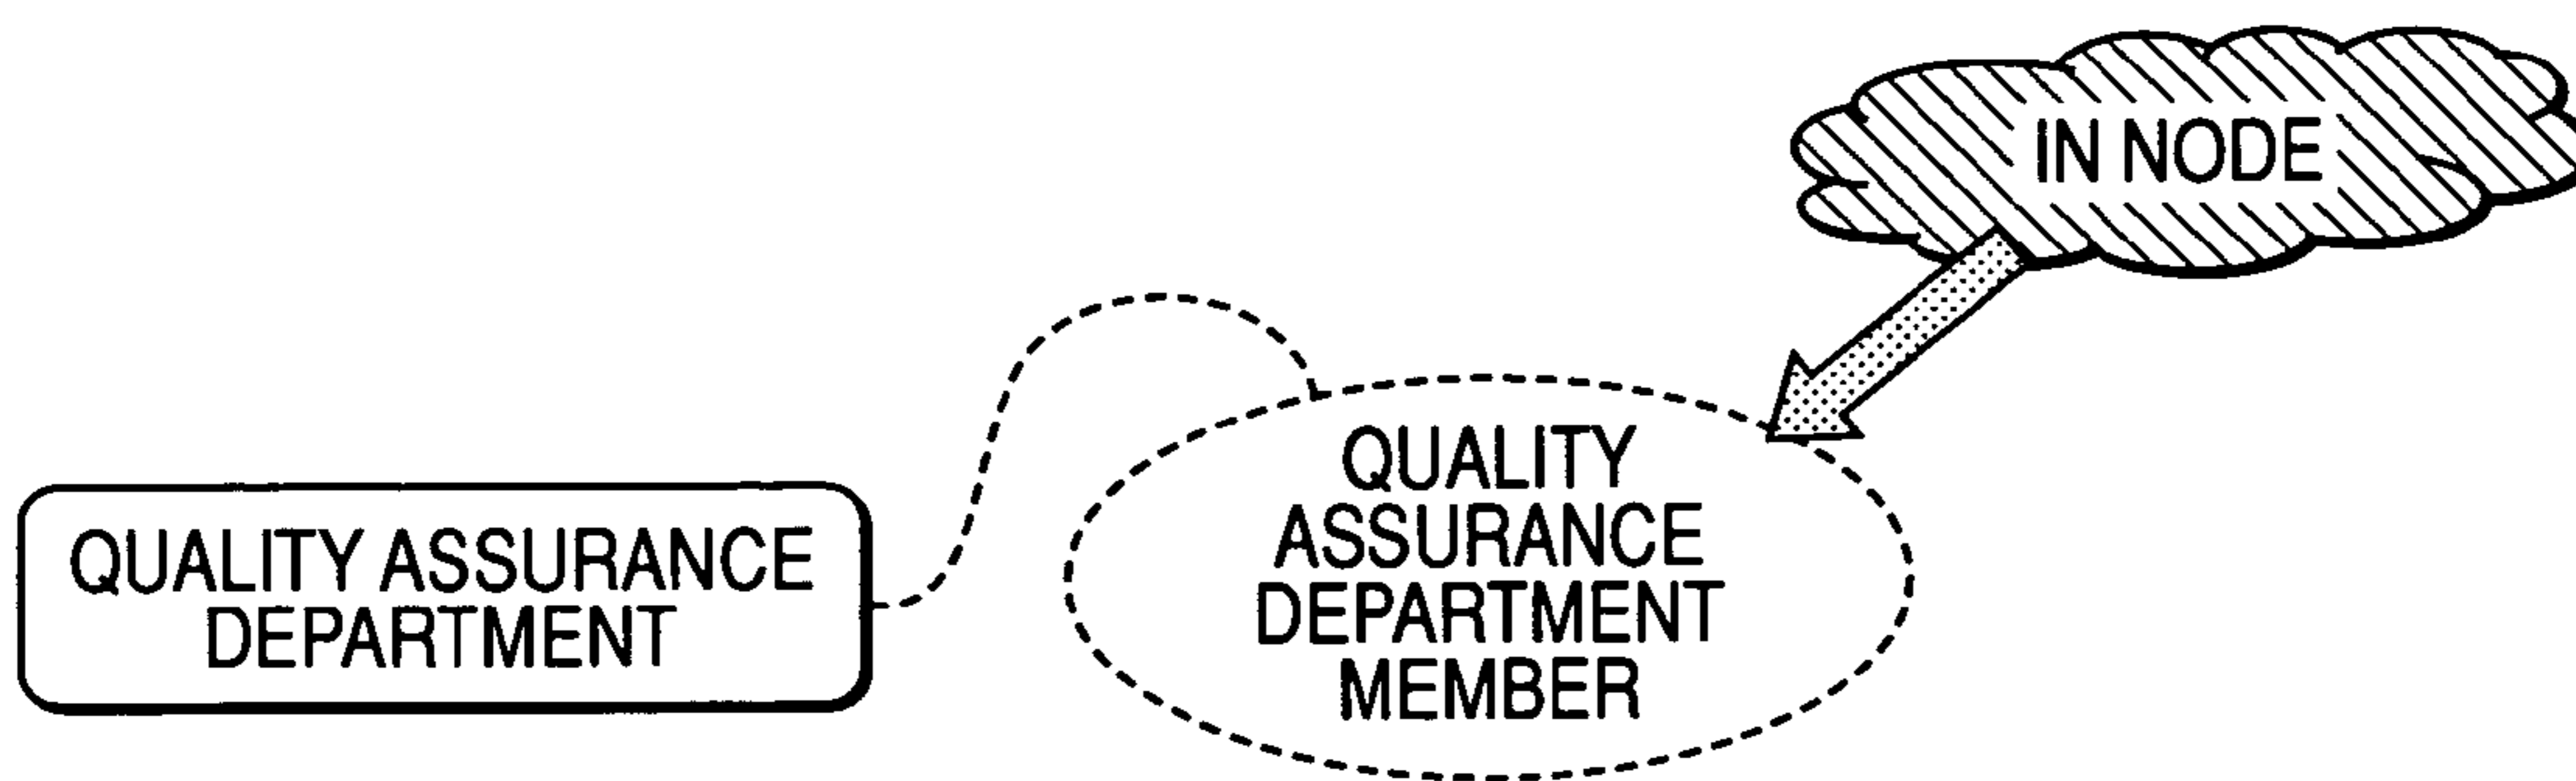 IN NODE
QUALITY ASSURANCE
DEPARTMENT
QUALITY
ASSURANCE
DEPARTMENT
MEMBER